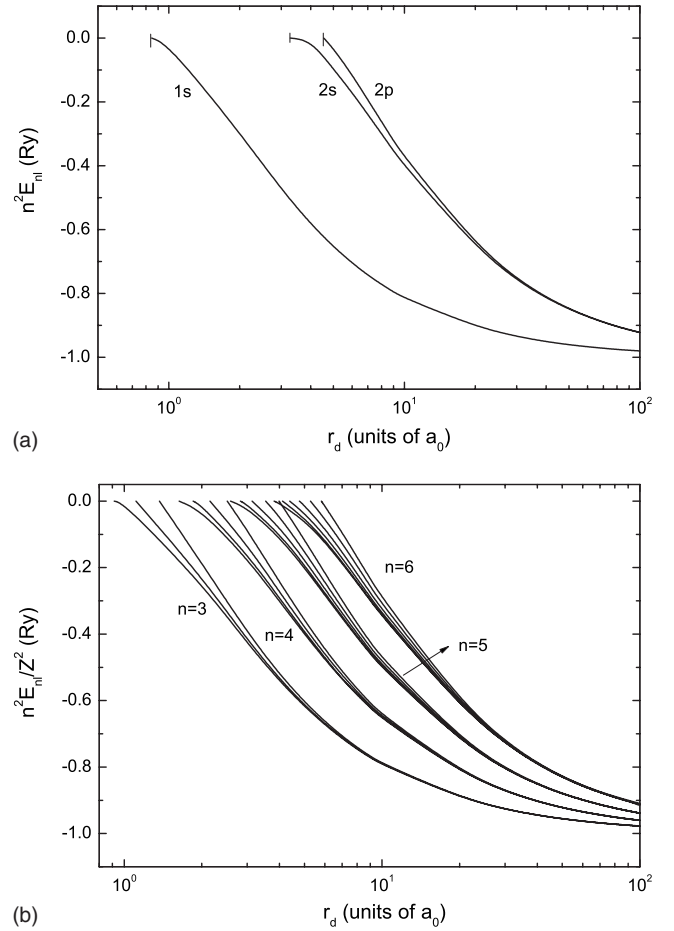 0.0
-0.2
-0.4
-0.6
-0.8
-1.0
n²Eₙₗ (Ry)
1s
2s
2p
10⁰
10¹
10²
r_d (units of a₀)
(a)
0.0
-0.2
-0.4
-0.6
-0.8
-1.0
n²Eₙₗ/Z² (Ry)
n=3
n=4
n=5
n=6
10⁰
10¹
10²
r_d (units of a₀)
(b)